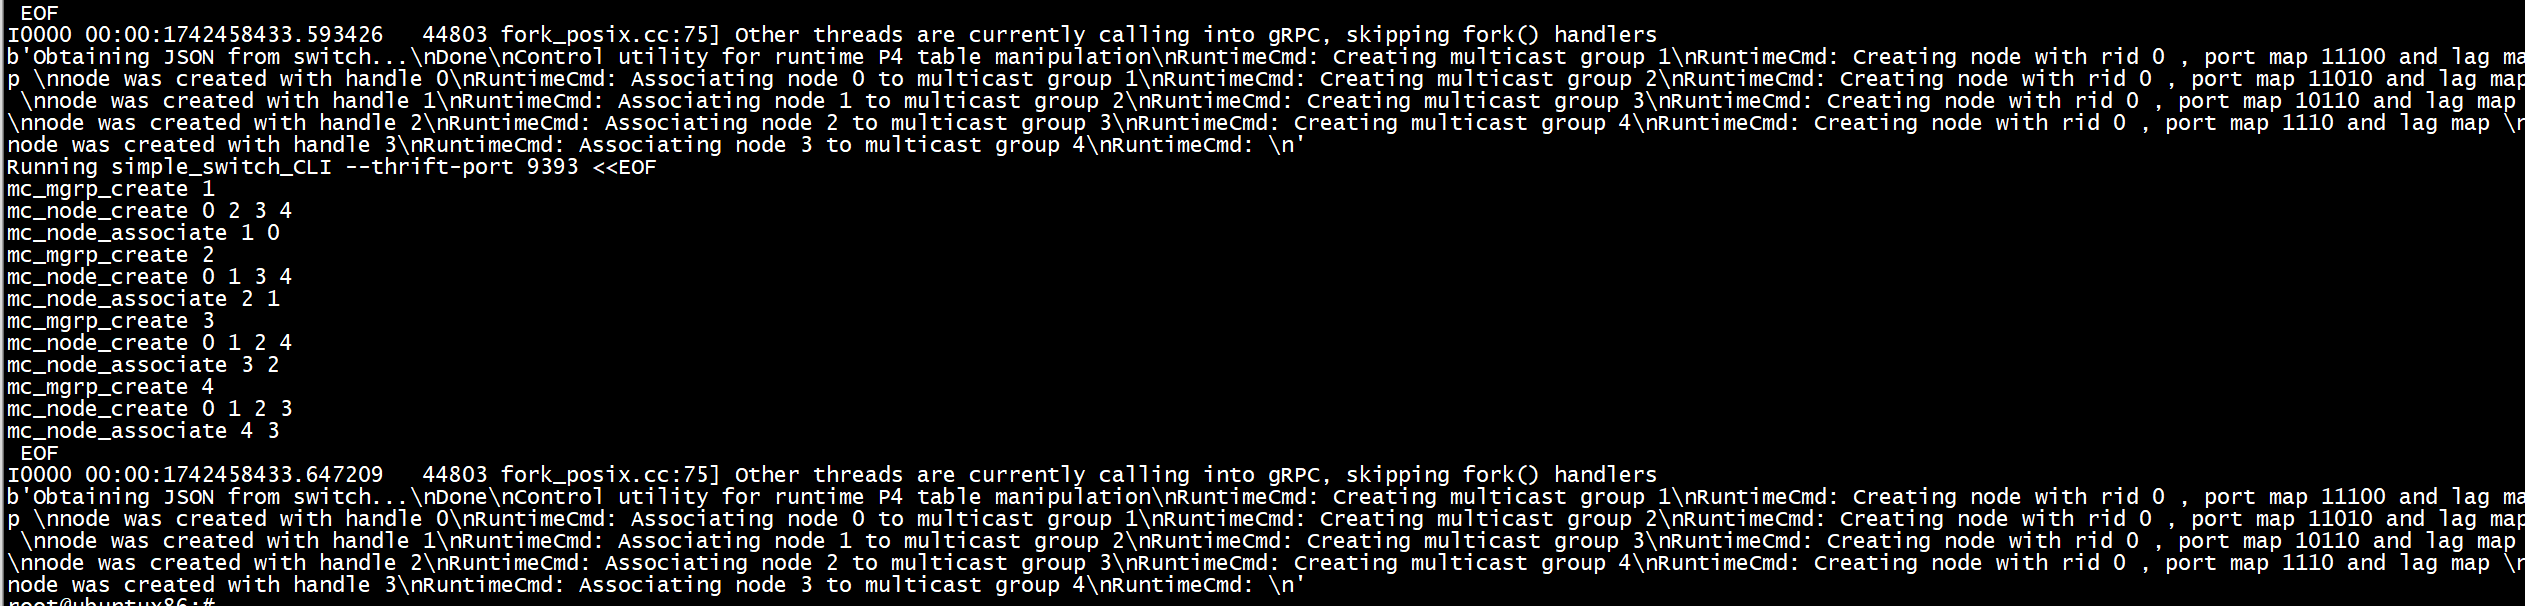 EOF
I0000 00:00:1742458433.593426   44803 fork_posix.cc:75] Other threads are currently calling into gRPC, skipping fork() handlers
b'Obtaining JSON from switch...\nDone\nControl utility for runtime P4 table manipulation\nRuntimeCmd: Creating multicast group 1\nRuntimeCmd: Creating node with rid 0 , port map 11100 and lag ma
p \nnode was created with handle 0\nRuntimeCmd: Associating node 0 to multicast group 1\nRuntimeCmd: Creating multicast group 2\nRuntimeCmd: Creating node with rid 0 , port map 11010 and lag map
 \nnode was created with handle 1\nRuntimeCmd: Associating node 1 to multicast group 2\nRuntimeCmd: Creating multicast group 3\nRuntimeCmd: Creating node with rid 0 , port map 10110 and lag map
\nnode was created with handle 2\nRuntimeCmd: Associating node 2 to multicast group 3\nRuntimeCmd: Creating multicast group 4\nRuntimeCmd: Creating node with rid 0 , port map 1110 and lag map \n
node was created with handle 3\nRuntimeCmd: Associating node 3 to multicast group 4\nRuntimeCmd: \n'
Running simple_switch_CLI --thrift-port 9393 <<EOF
mc_mgrp_create 1
mc_node_create 0 2 3 4
mc_node_associate 1 0
mc_mgrp_create 2
mc_node_create 0 1 3 4
mc_node_associate 2 1
mc_mgrp_create 3
mc_node_create 0 1 2 4
mc_node_associate 3 2
mc_mgrp_create 4
mc_node_create 0 1 2 3
mc_node_associate 4 3
 EOF
I0000 00:00:1742458433.647209   44803 fork_posix.cc:75] Other threads are currently calling into gRPC, skipping fork() handlers
b'Obtaining JSON from switch...\nDone\nControl utility for runtime P4 table manipulation\nRuntimeCmd: Creating multicast group 1\nRuntimeCmd: Creating node with rid 0 , port map 11100 and lag ma
p \nnode was created with handle 0\nRuntimeCmd: Associating node 0 to multicast group 1\nRuntimeCmd: Creating multicast group 2\nRuntimeCmd: Creating node with rid 0 , port map 11010 and lag map
 \nnode was created with handle 1\nRuntimeCmd: Associating node 1 to multicast group 2\nRuntimeCmd: Creating multicast group 3\nRuntimeCmd: Creating node with rid 0 , port map 10110 and lag map
\nnode was created with handle 2\nRuntimeCmd: Associating node 2 to multicast group 3\nRuntimeCmd: Creating multicast group 4\nRuntimeCmd: Creating node with rid 0 , port map 1110 and lag map \n
node was created with handle 3\nRuntimeCmd: Associating node 3 to multicast group 4\nRuntimeCmd: \n'
root@ubuntux86:#